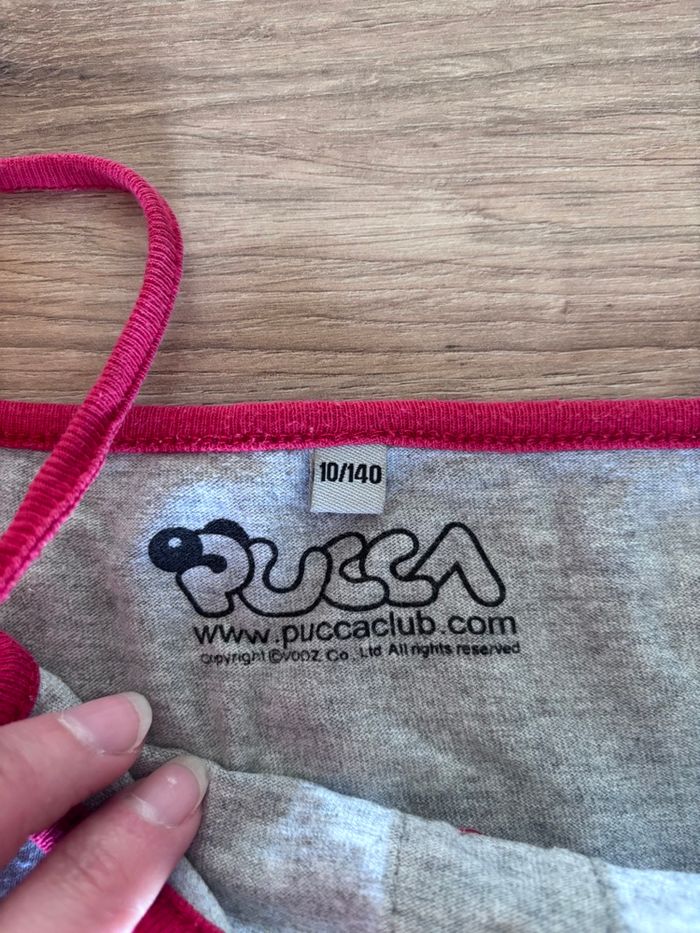 10/140
PUCCA
www.puccaclub.com
copyright ©VOOZ Co., Ltd All rights reserved